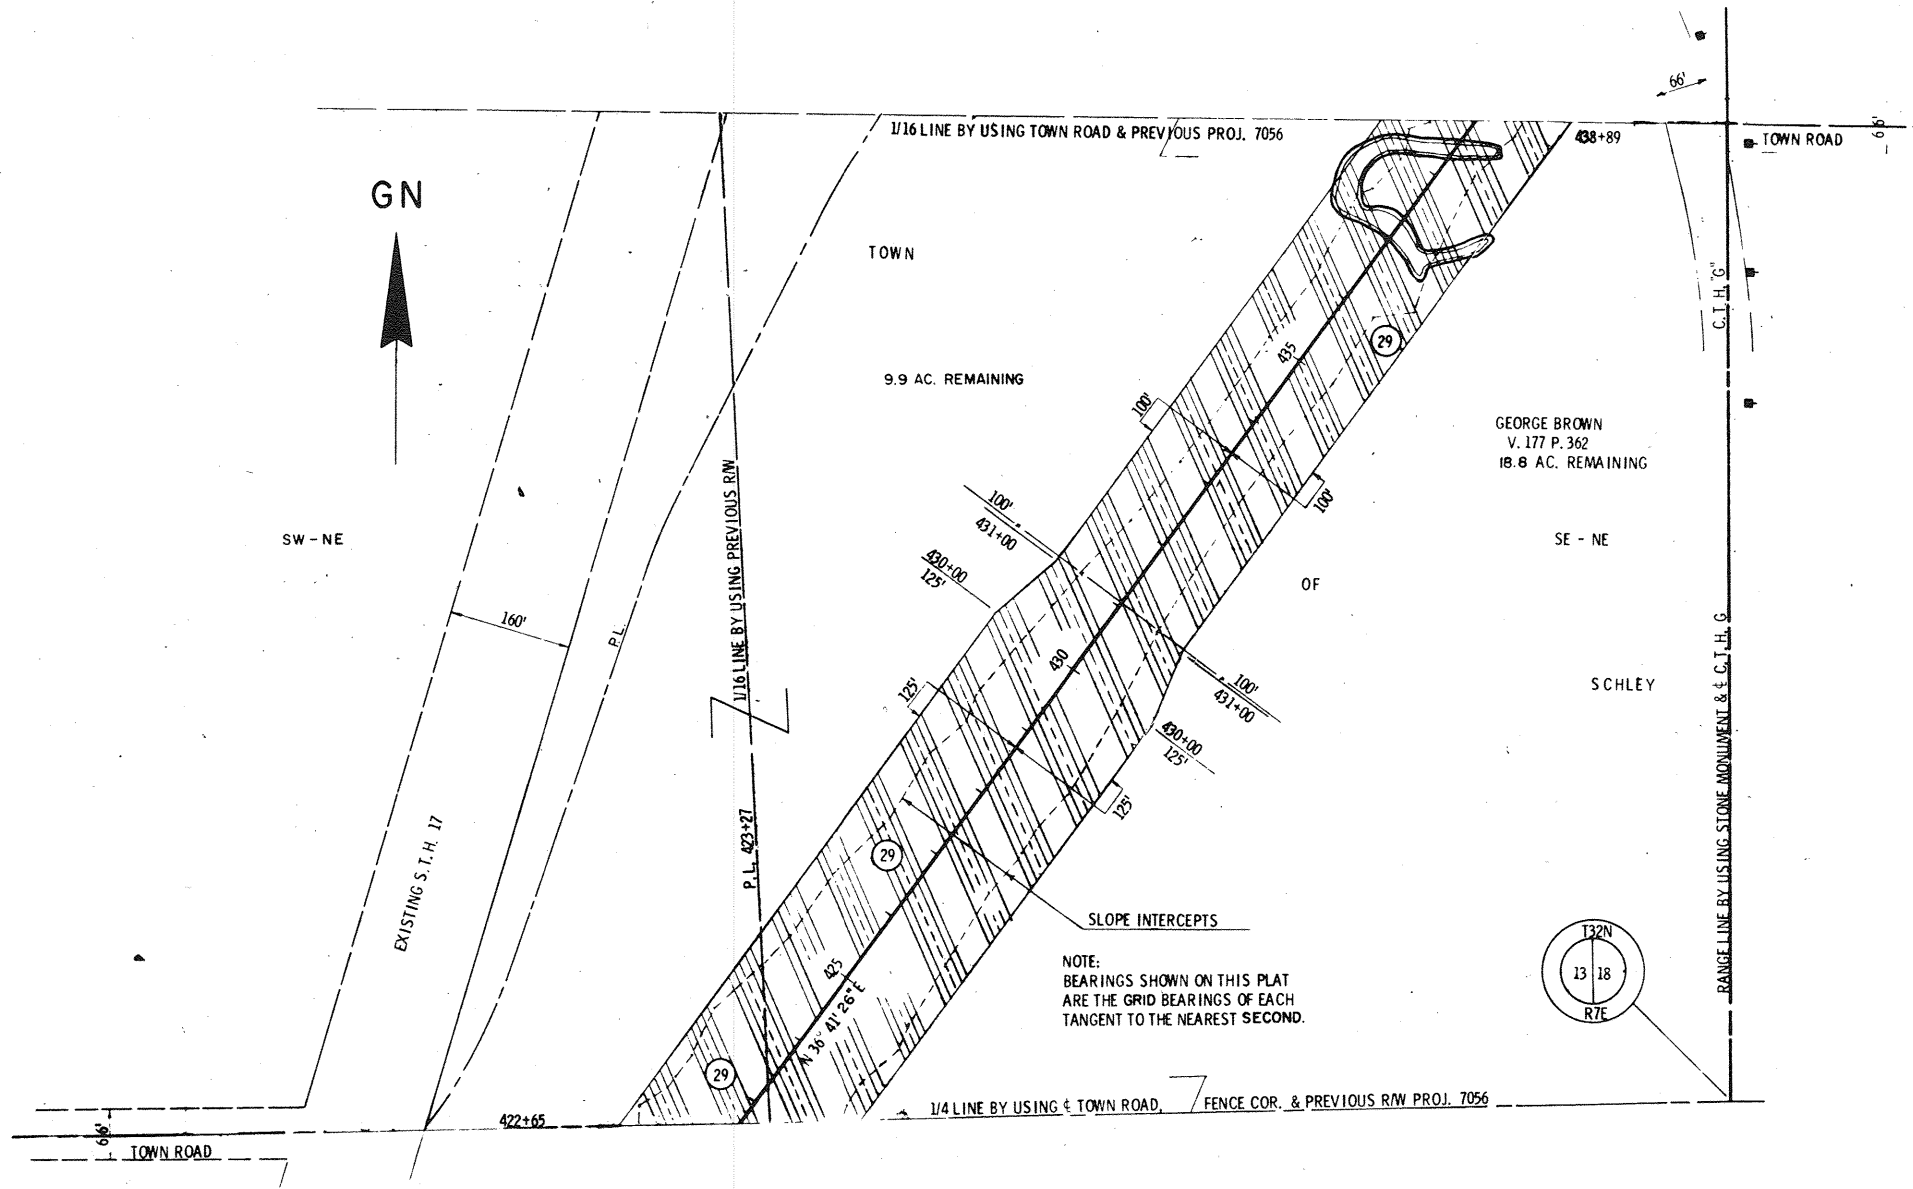 66'
1/16 LINE BY USING TOWN ROAD & PREVIOUS PROJ. 7056
438+89
TOWN ROAD
66'
GN
TOWN
C.T.H. "G"
435
29
9.9 AC. REMAINING
100'
GEORGE BROWN
V. 177 P. 362
18.8 AC. REMAINING
100'
100'
431+00
SW - NE
SE - NE
430+00
125'
OF
160'
P.L.
1/16 LINE BY USING PREVIOUS R/W
430
125'
100'
431+00
SCHLEY
430+00
125'
125'
P.L. 423+27
29
EXISTING S.T.H. 17
RANGE LINE BY USING STONE MONUMENT & ℄ C.T.H. G
SLOPE INTERCEPTS
425
N 36° 41' 26" E
NOTE:
BEARINGS SHOWN ON THIS PLAT
ARE THE GRID BEARINGS OF EACH
TANGENT TO THE NEAREST SECOND.
T32N
13 18
R7E
29
1/4 LINE BY USING ℄ TOWN ROAD, FENCE COR. & PREVIOUS R/W PROJ. 7056
422+65
66'
TOWN ROAD